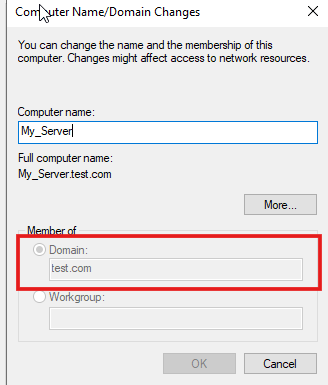 Computer Name/Domain Changes
You can change the name and the membership of this
computer. Changes might affect access to network resources.
Computer name:
My_Server
Full computer name:
My_Server.test.com
More...
Member of
Domain:
test.com
Workgroup:
OK
Cancel